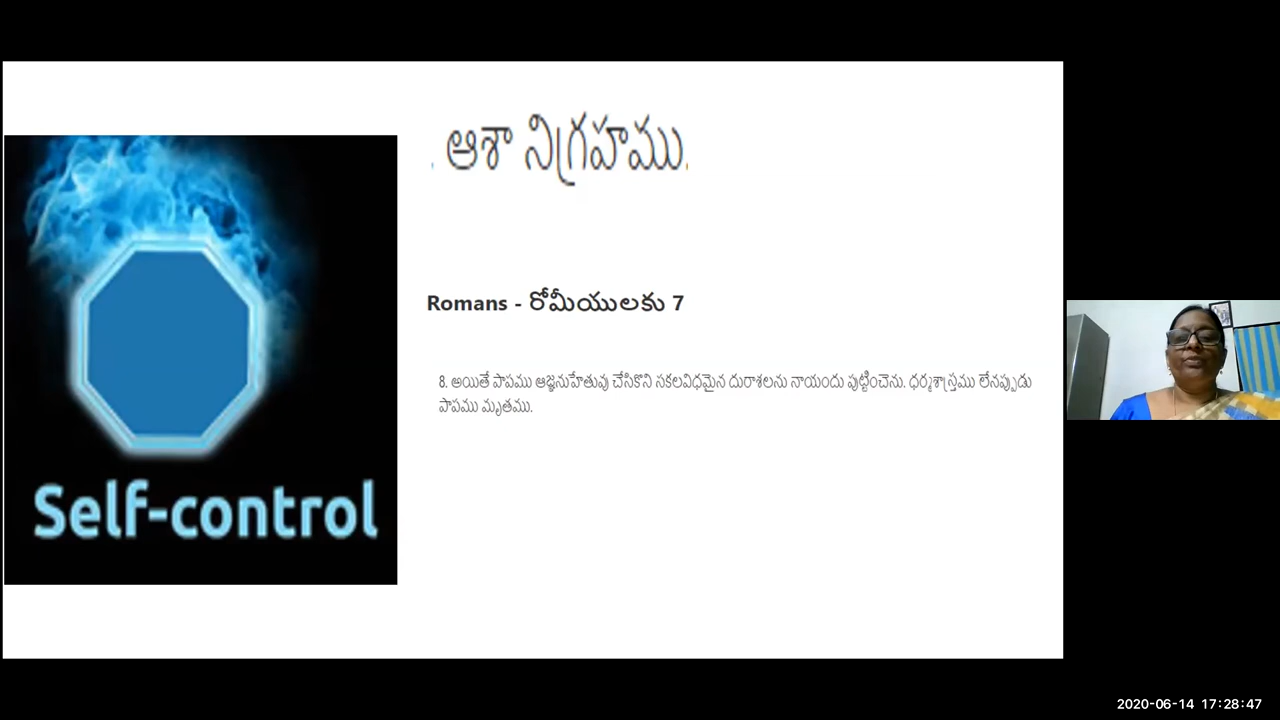 . ఆశా నిగ్రహము.
Romans - రోమీయులకు 7
8. అయితే పాపము ఆజ్ఞనుహేతువు చేసికొని సకలవిధమైన దురాశలను నాయందు పుట్టించెను. ధర్మశాస్త్రము లేనప్పుడు
పాపము మృతము.
Self-control
2020-06-14 17:28:47